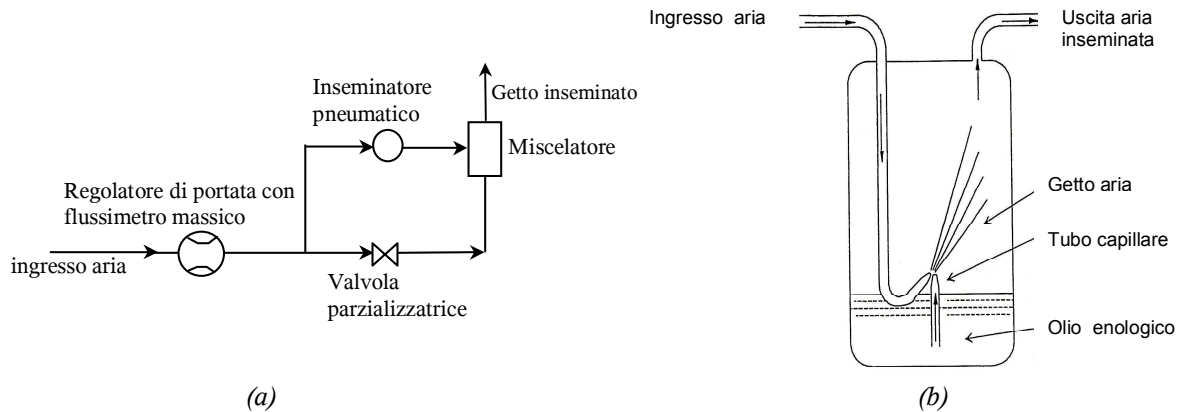 Inseminatore
pneumatico
Getto inseminato
Miscelatore
Regolatore di portata con
flussimetro massico
ingresso aria
Valvola
parzializzatrice
(a)
Ingresso aria
Uscita aria
inseminata
Getto aria
Tubo capillare
Olio enologico
(b)